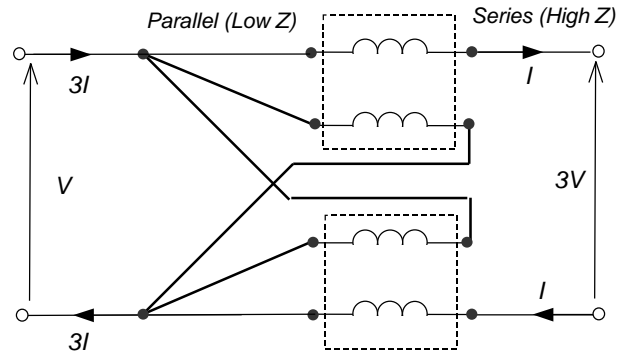 Parallel (Low Z)
Series (High Z)
3I
I
V
3V
3I
I